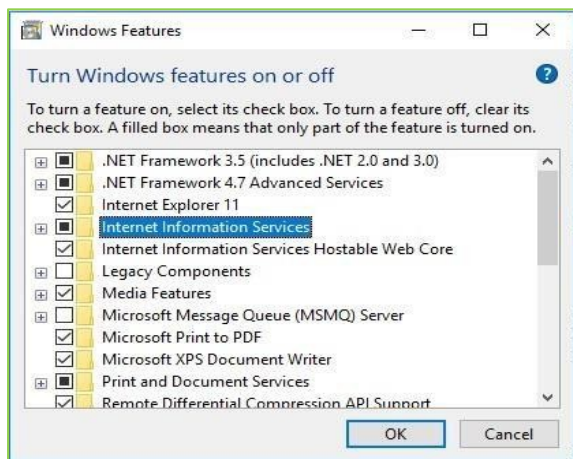 Windows Features
Turn Windows features on or off
To turn a feature on, select its check box. To turn a feature off, clear its
check box. A filled box means that only part of the feature is turned on.
.NET Framework 3.5 (includes .NET 2.0 and 3.0)
.NET Framework 4.7 Advanced Services
Internet Explorer 11
Internet Information Services
Internet Information Services Hostable Web Core
Legacy Components
Media Features
Microsoft Message Queue (MSMQ) Server
Microsoft Print to PDF
Microsoft XPS Document Writer
Print and Document Services
Remote Differential Compression API Support
OK Cancel